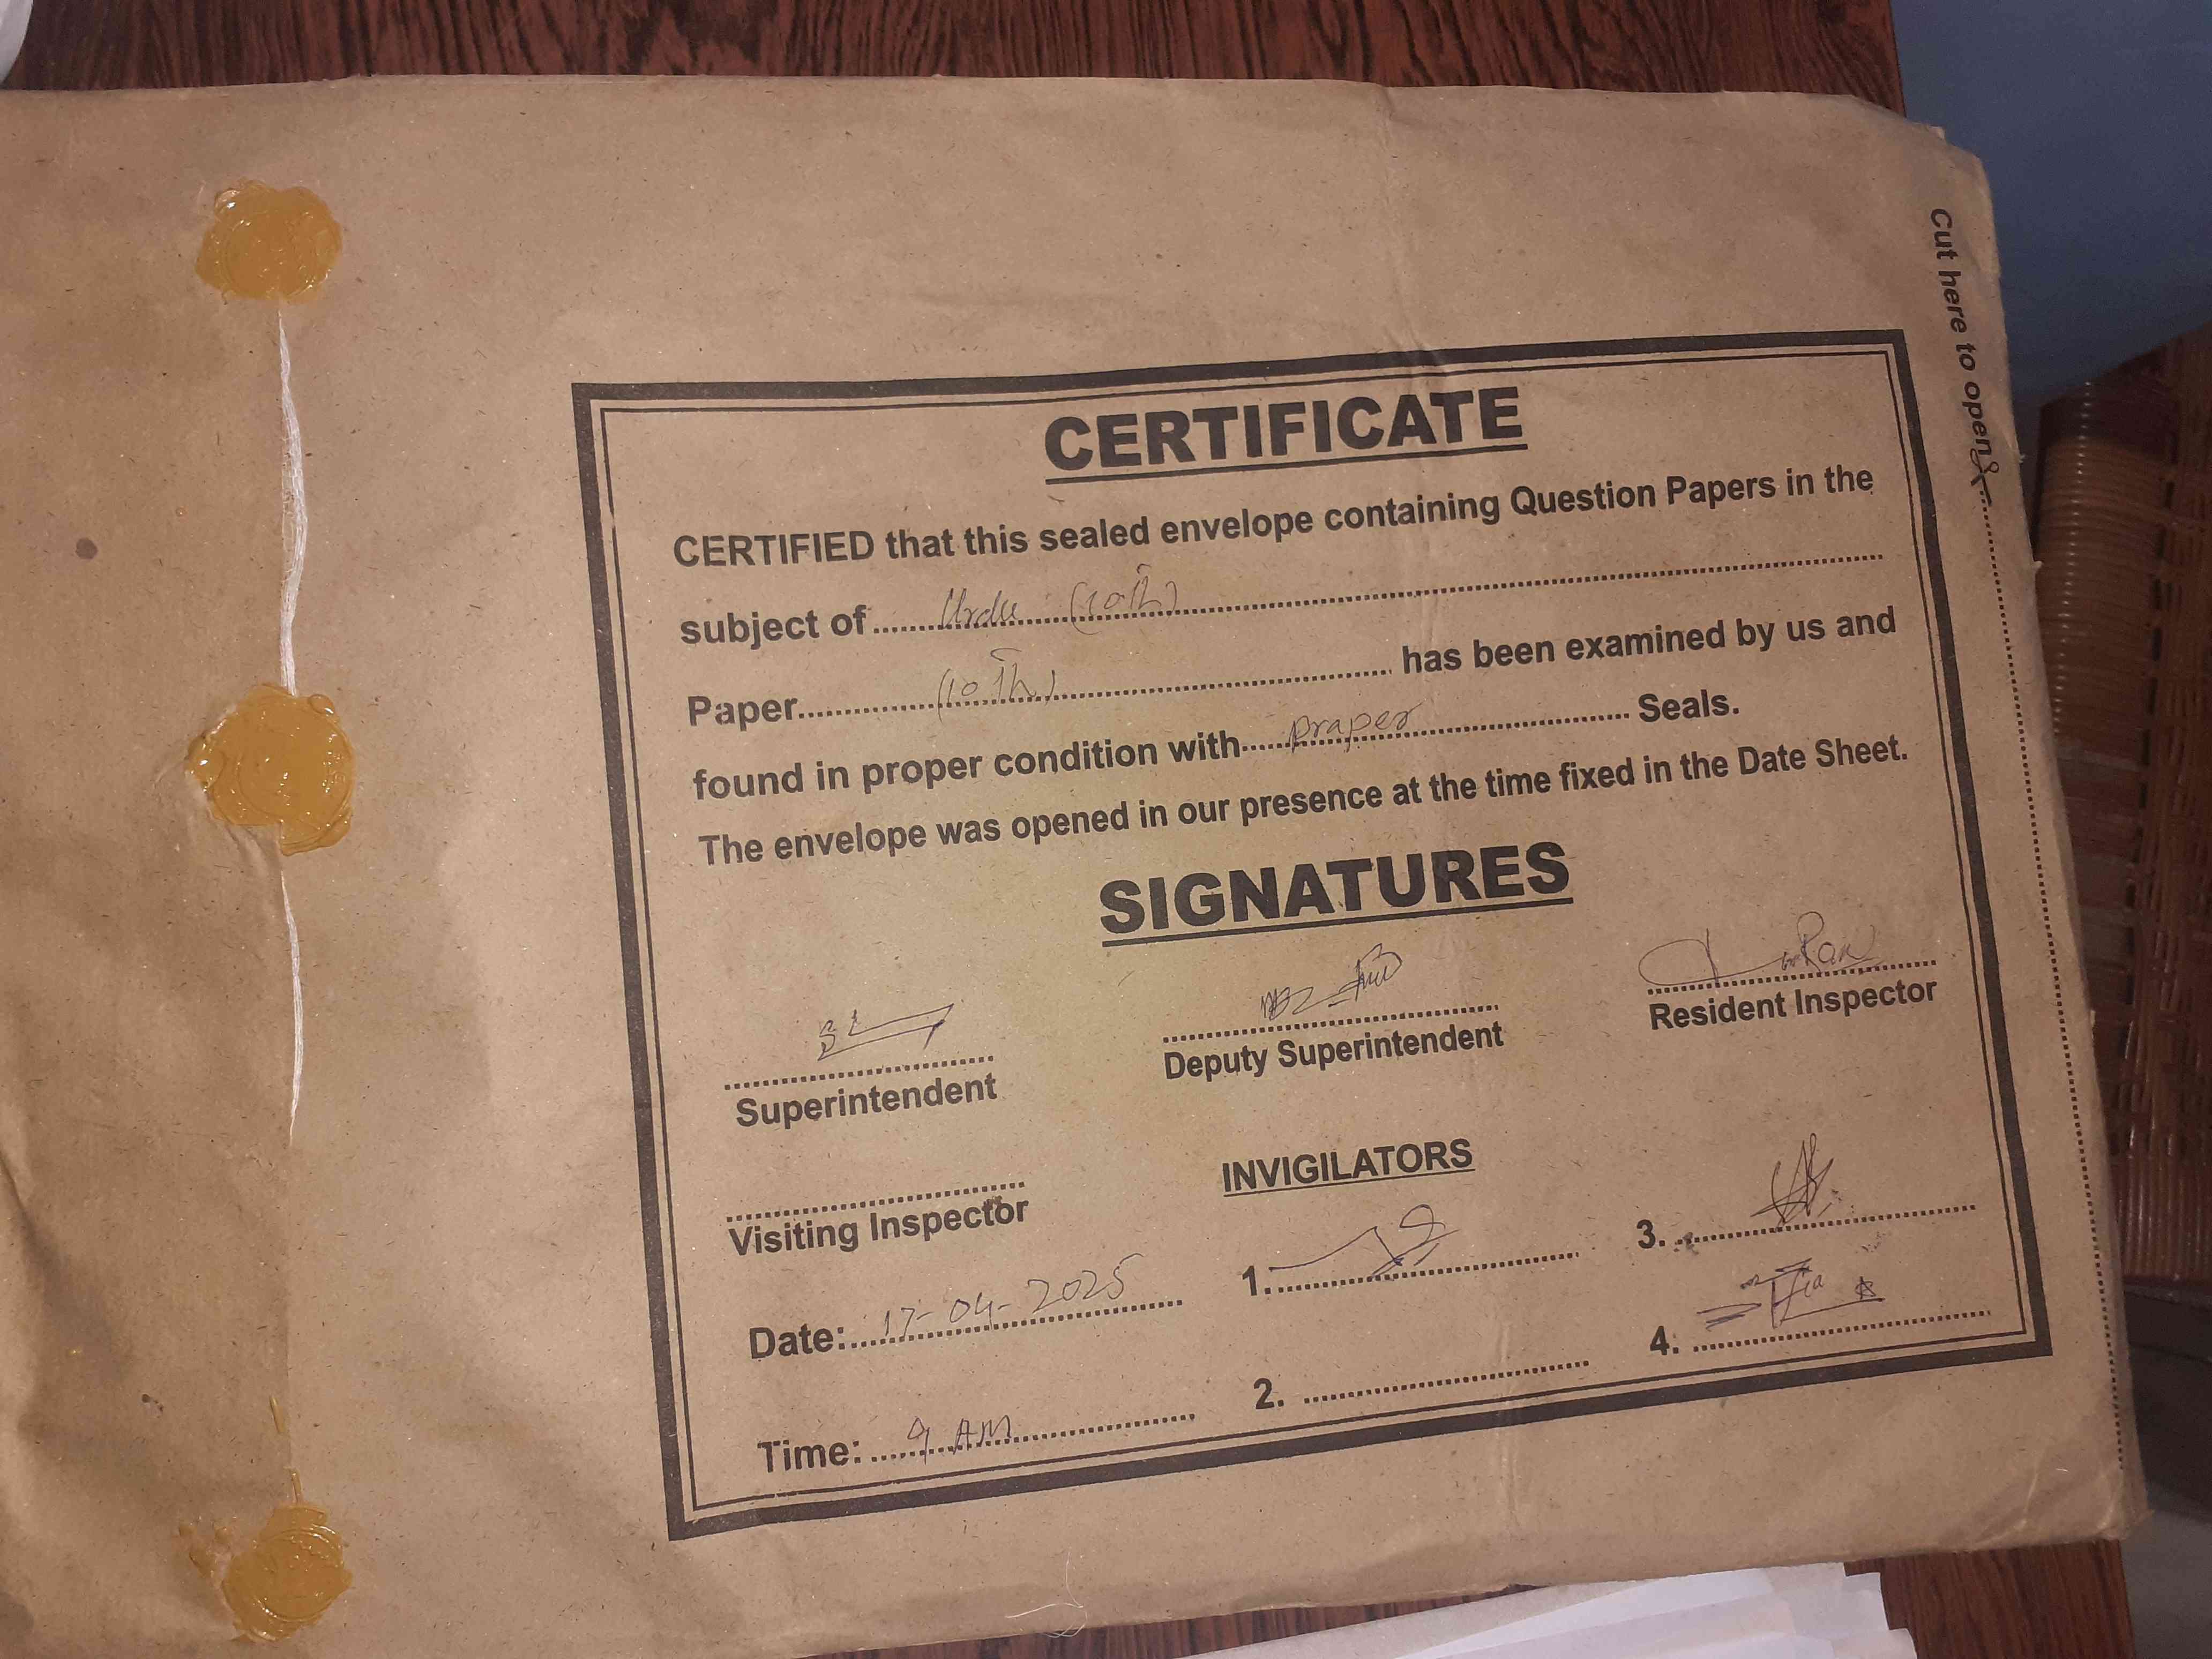 Cut here to open
CERTIFICATE
CERTIFIED that this sealed envelope containing Question Papers in the
subject of Urdu (10th)
Paper (10th) has been examined by us and
found in proper condition with praper Seals.
The envelope was opened in our presence at the time fixed in the Date Sheet.
SIGNATURES
Superintendent
Deputy Superintendent
Resident Inspector
Visiting Inspector
INVIGILATORS
1.
3.
Date: 17-04-2025
2.
4.
Time: 9 AM